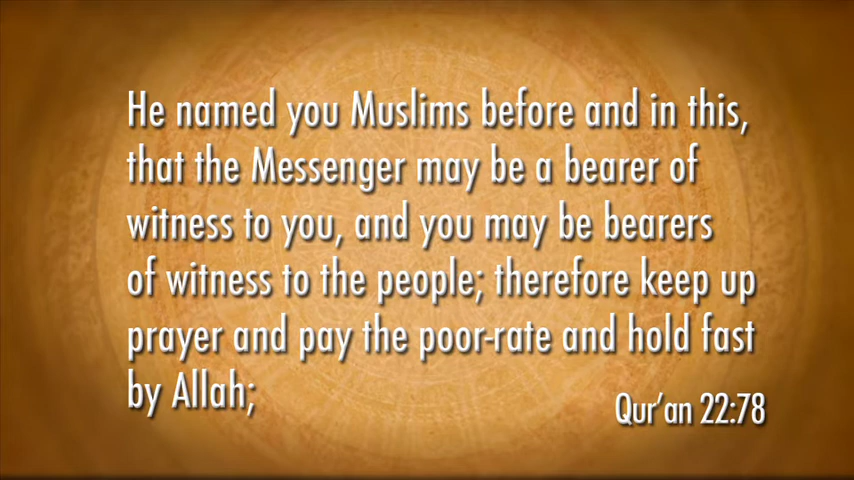 He named you Muslims before and in this,
that the Messenger may be a bearer of
witness to you, and you may be bearers
of witness to the people; therefore keep up
prayer and pay the poor-rate and hold fast
by Allah;
Qur’an 22:78